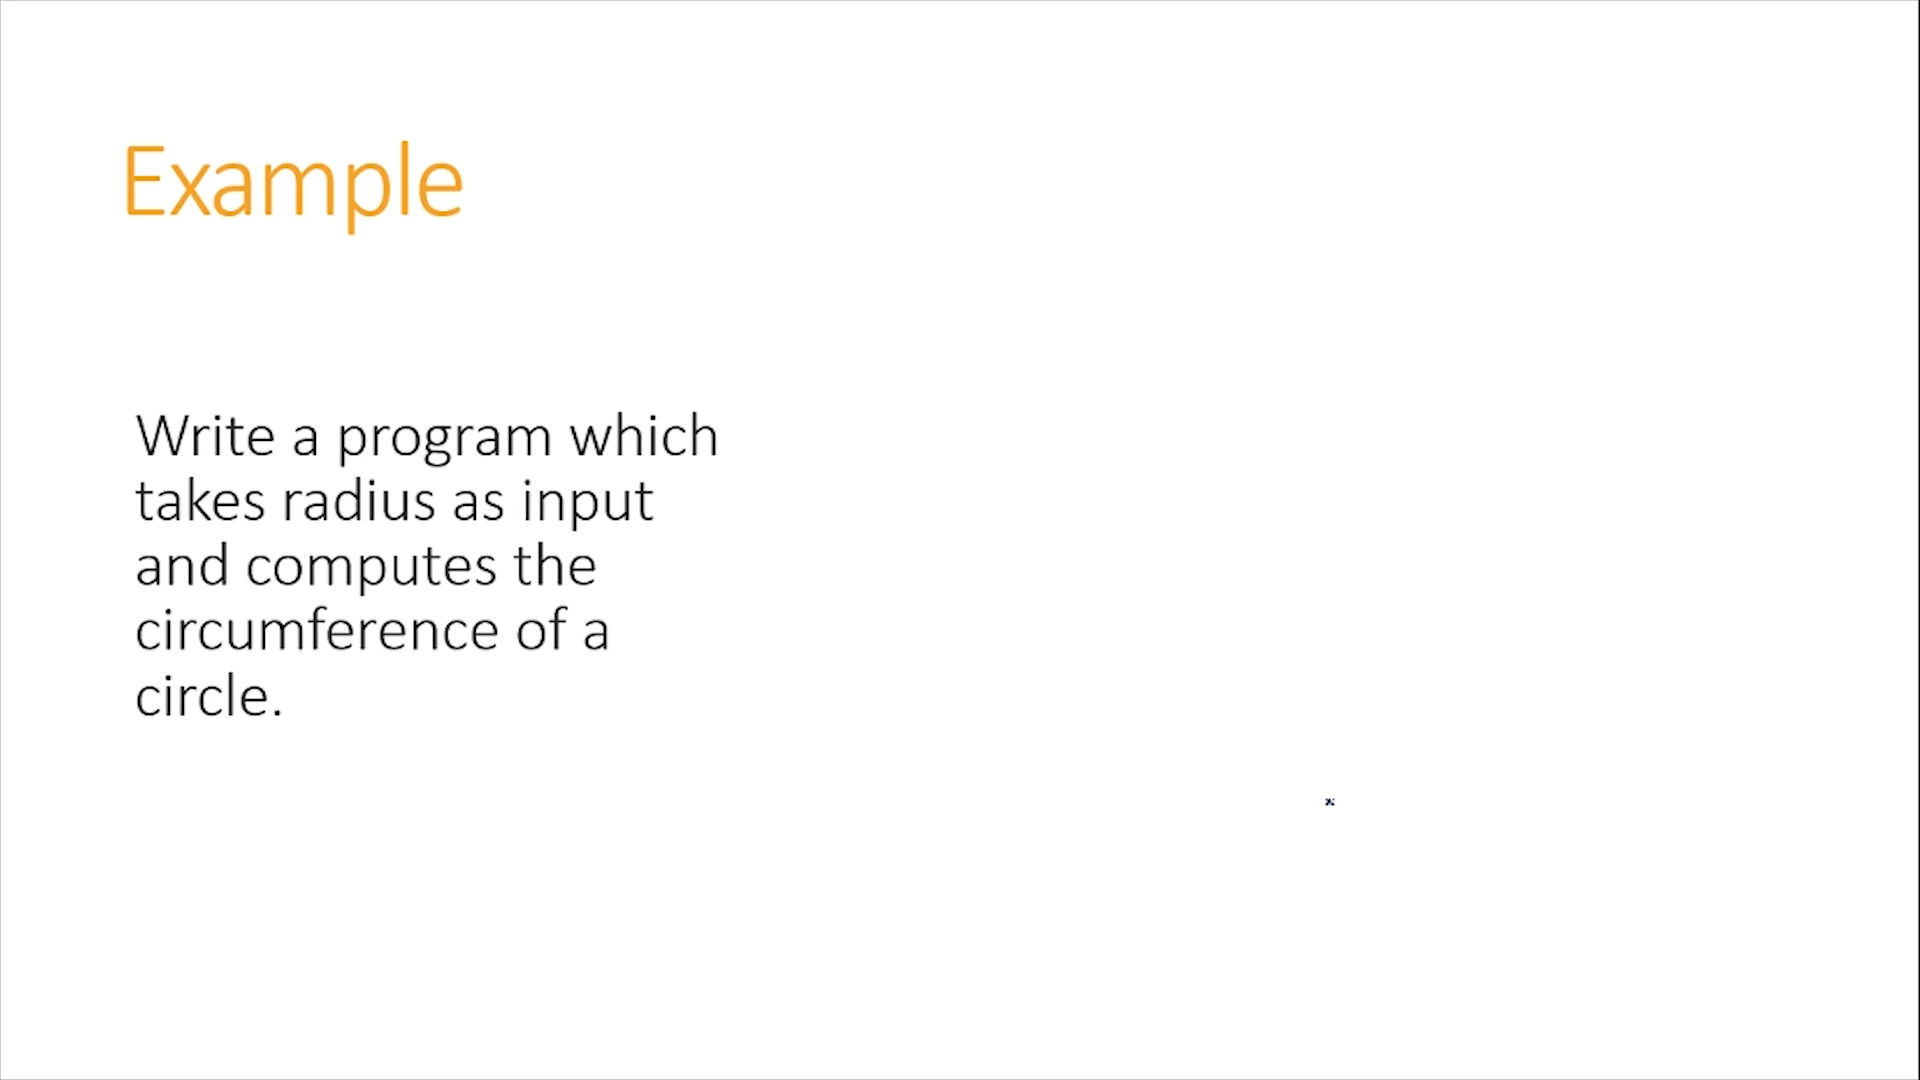 Example
Write a program which
takes radius as input
and computes the
circumference of a
circle.